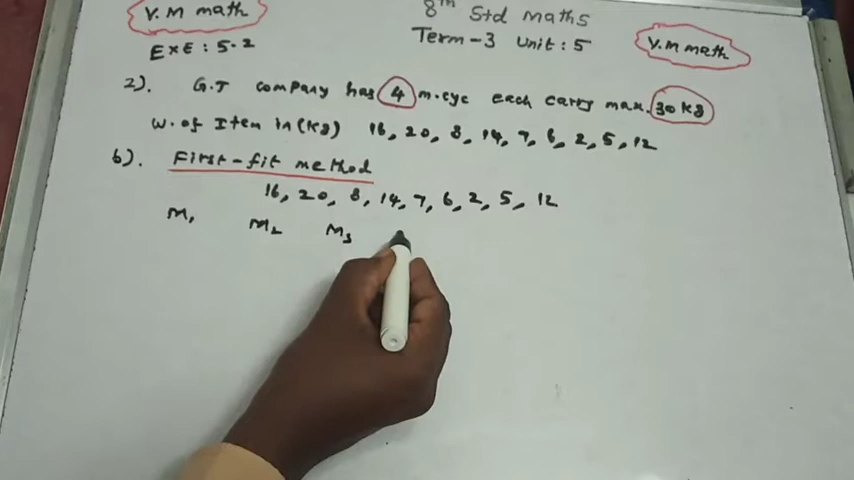 V.M math
8th Std maths
V.M math
Term-3 Unit: 5
EXE: 5.2
2). G.T company has 4 m.cyc each carry max. 30 kg
W.of Item in(Kg) 16, 20, 8, 14, 7, 6, 2, 5, 12
b). First-fit method
16, 20, 8, 14, 7, 6, 2, 5, 12
M1 M2 M3